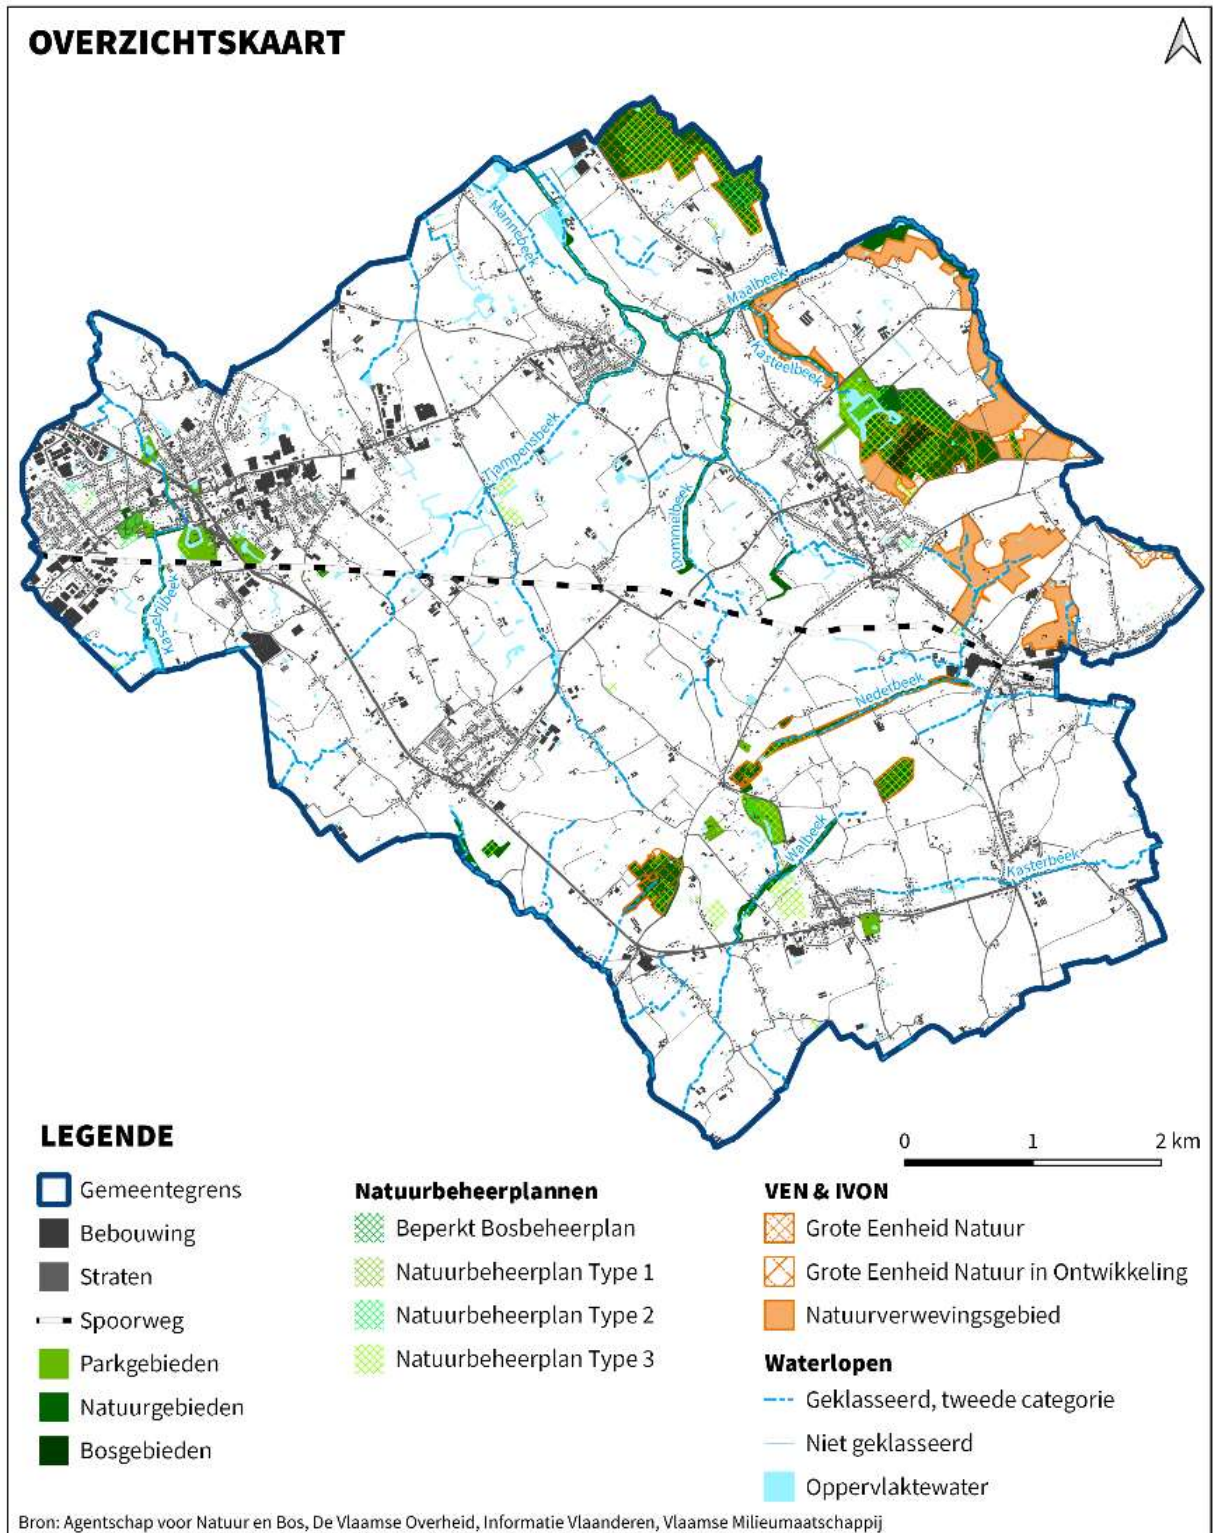 OVERZICHTSKAART
Mannebeek
Maalbeek
Kasteelbeek
Tjampensbeek
Dommelbeek
Kasselrijbeek
Nederbeek
Walbeek
Kasterbeek
LEGENDE
0 1 2 km
Gemeentegrens
Bebouwing
Straten
Spoorweg
Parkgebieden
Natuurgebieden
Bosgebieden
Natuurbeheerplannen
Beperkt Bosbeheerplan
Natuurbeheerplan Type 1
Natuurbeheerplan Type 2
Natuurbeheerplan Type 3
VEN & IVON
Grote Eenheid Natuur
Grote Eenheid Natuur in Ontwikkeling
Natuurverwevingsgebied
Waterlopen
Geklasseerd, tweede categorie
Niet geklasseerd
Oppervlaktewater
Bron: Agentschap voor Natuur en Bos, De Vlaamse Overheid, Informatie Vlaanderen, Vlaamse Milieumaatschappij